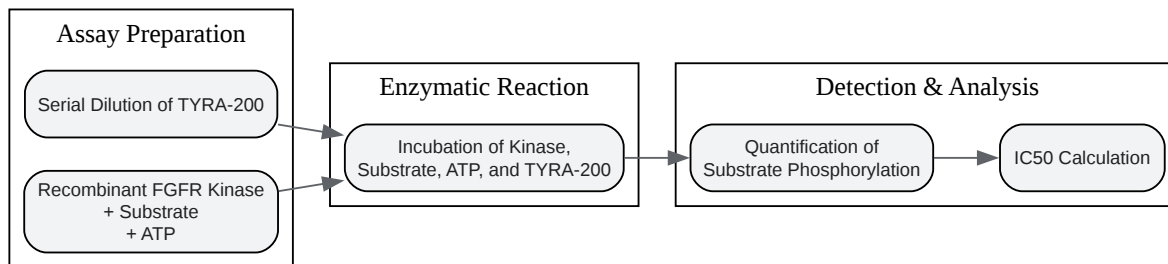 Assay Preparation
Serial Dilution of TYRA-200
Recombinant FGFR Kinase
+ Substrate
+ ATP
Enzymatic Reaction
Incubation of Kinase,
Substrate, ATP, and TYRA-200
Detection & Analysis
Quantification of
Substrate Phosphorylation
IC50 Calculation